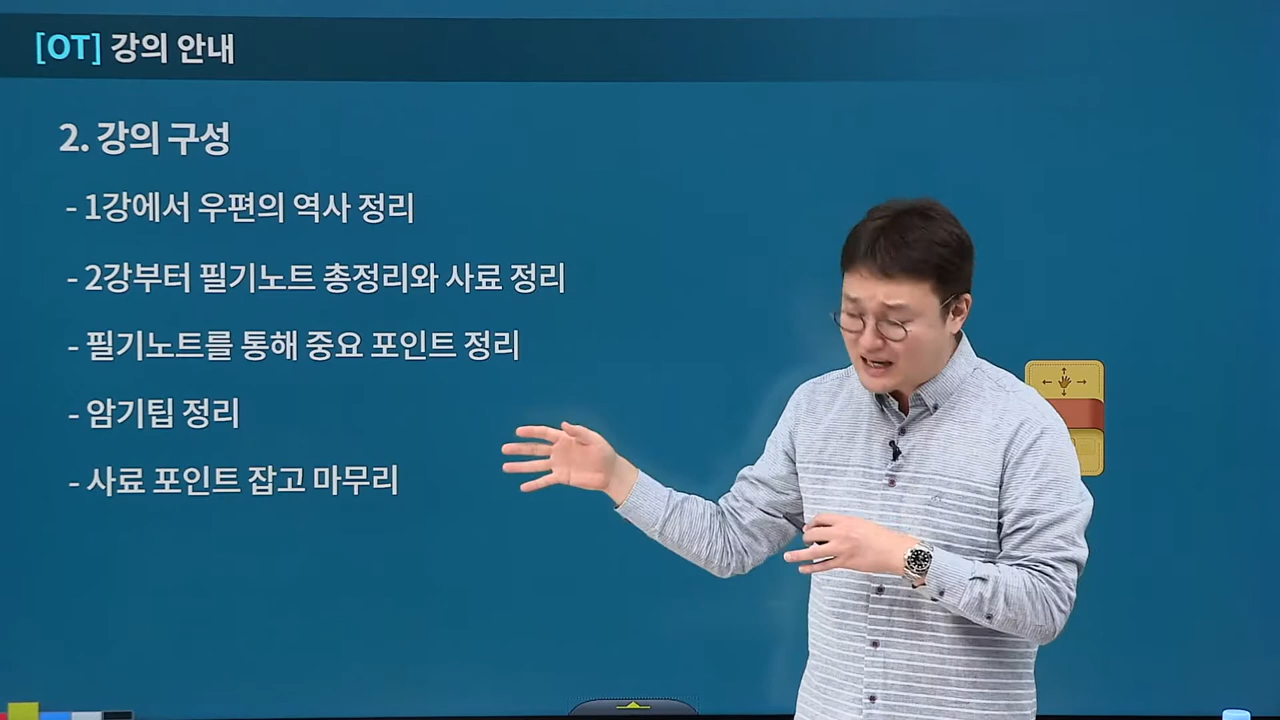 [OT] 강의 안내
2. 강의 구성
- 1강에서 우편의 역사 정리
- 2강부터 필기노트 총정리와 사료 정리
- 필기노트를 통해 중요 포인트 정리
- 암기팁 정리
- 사료 포인트 잡고 마무리